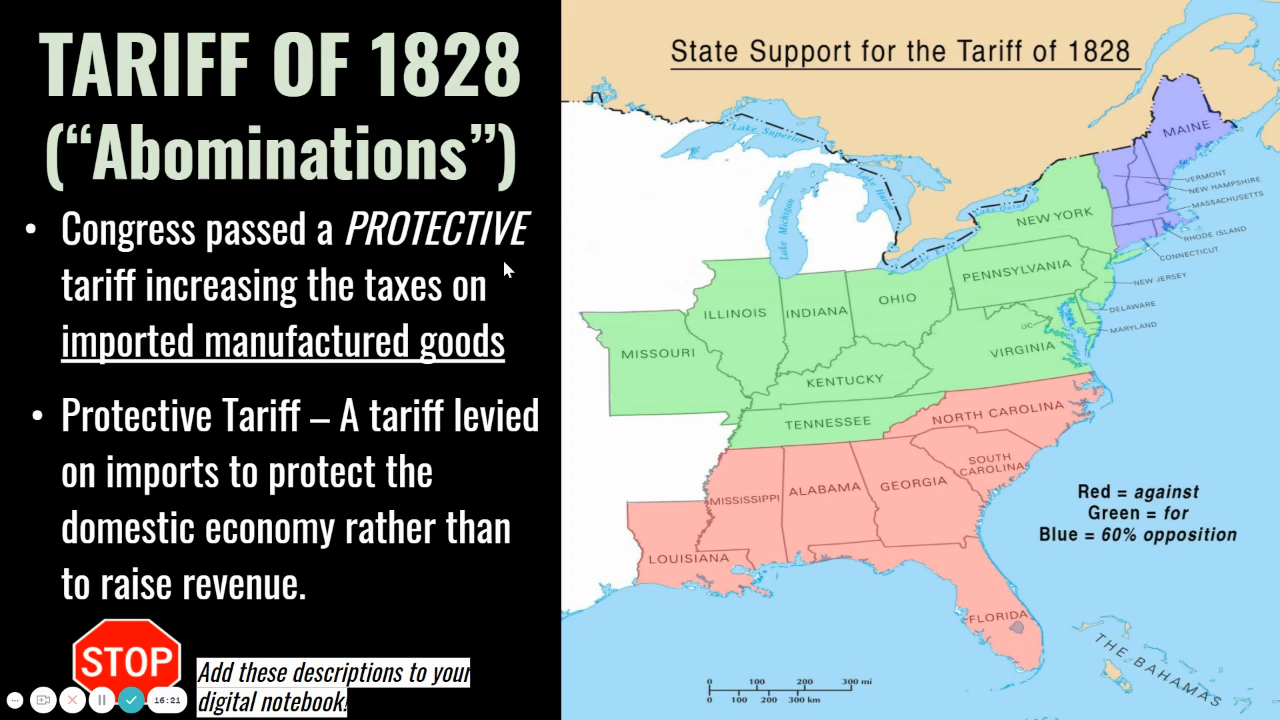 TARIFF OF 1828
(“Abominations”)
• Congress passed a PROTECTIVE
tariff increasing the taxes on
imported manufactured goods
• Protective Tariff – A tariff levied
on imports to protect the
domestic economy rather than
to raise revenue.
STOP
Add these descriptions to your
digital notebook!
16:21
State Support for the Tariff of 1828
Lake Superior
Lake Michigan
Lake Huron
Lake Ontario
Lake Erie
MAINE
VERMONT
NEW HAMPSHIRE
MASSACHUSETTS
RHODE ISLAND
CONNECTICUT
NEW YORK
PENNSYLVANIA
NEW JERSEY
DELAWARE
MARYLAND
DC
OHIO
INDIANA
ILLINOIS
MISSOURI
KENTUCKY
VIRGINIA
TENNESSEE
NORTH CAROLINA
SOUTH
CAROLINA
GEORGIA
ALABAMA
MISSISSIPPI
LOUISIANA
FLORIDA
Red = against
Green = for
Blue = 60% opposition
THE BAHAMAS
0 100 200 300 mi
0 100 200 300 km